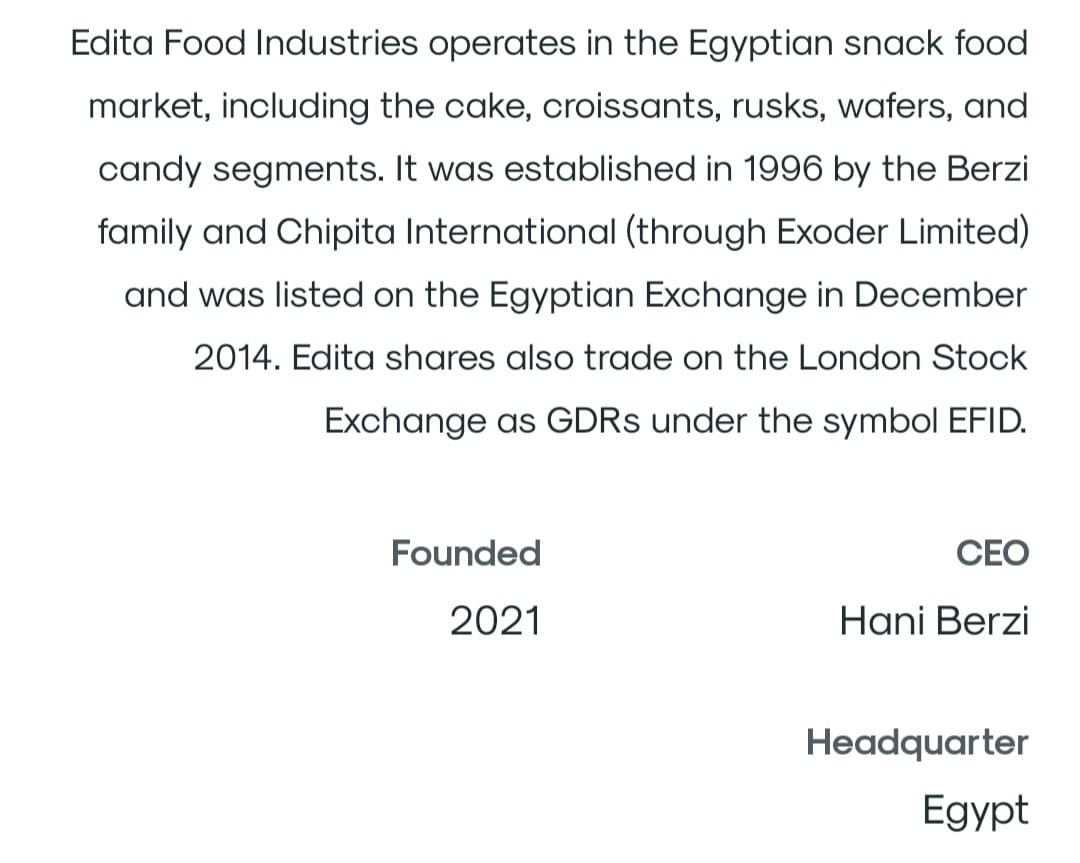 Edita Food Industries operates in the Egyptian snack food
market, including the cake, croissants, rusks, wafers, and
candy segments. It was established in 1996 by the Berzi
family and Chipita International (through Exoder Limited)
and was listed on the Egyptian Exchange in December
2014. Edita shares also trade on the London Stock
Exchange as GDRs under the symbol EFID.
Founded
2021
CEO
Hani Berzi
Headquarter
Egypt